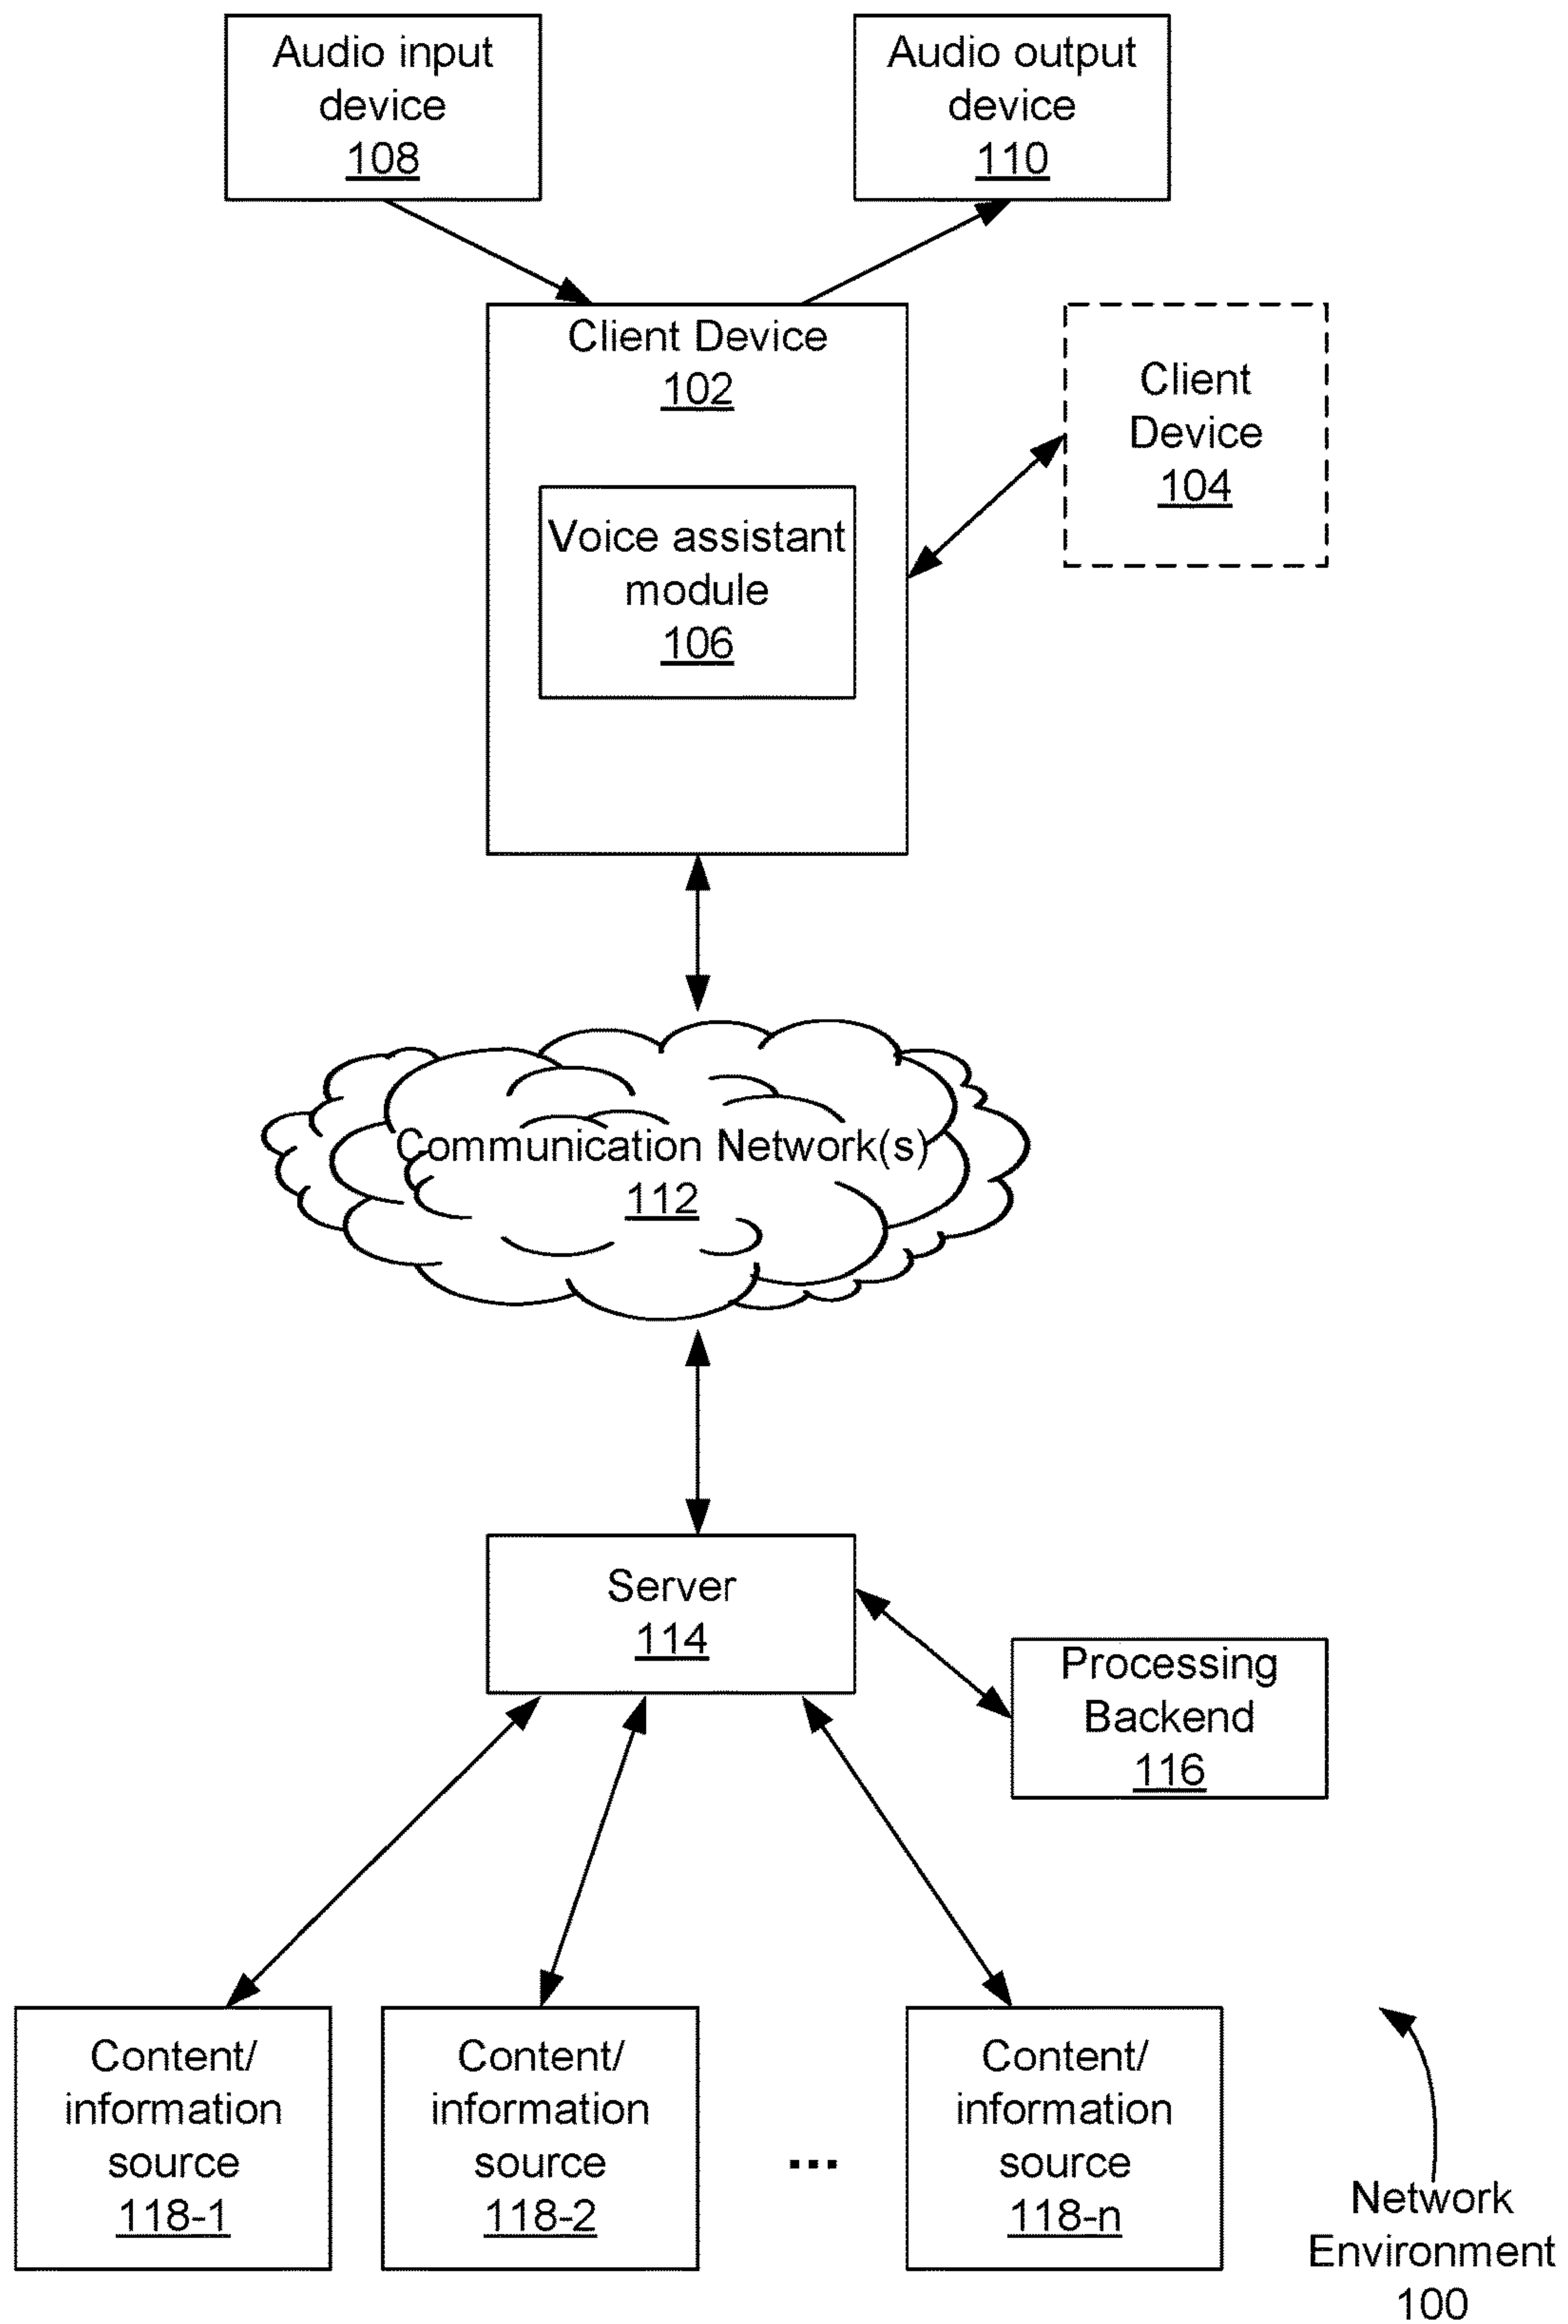 Audio input
device
108
Audio output
device
110
Client Device
102
Client
Device
104
Voice assistant
module
106
Communication Network(s)
112
Server
114
Processing
Backend
116
Content/
information
source
118-1
Content/
information
source
118-2
...
Content/
information
source
118-n
Network
Environment
100